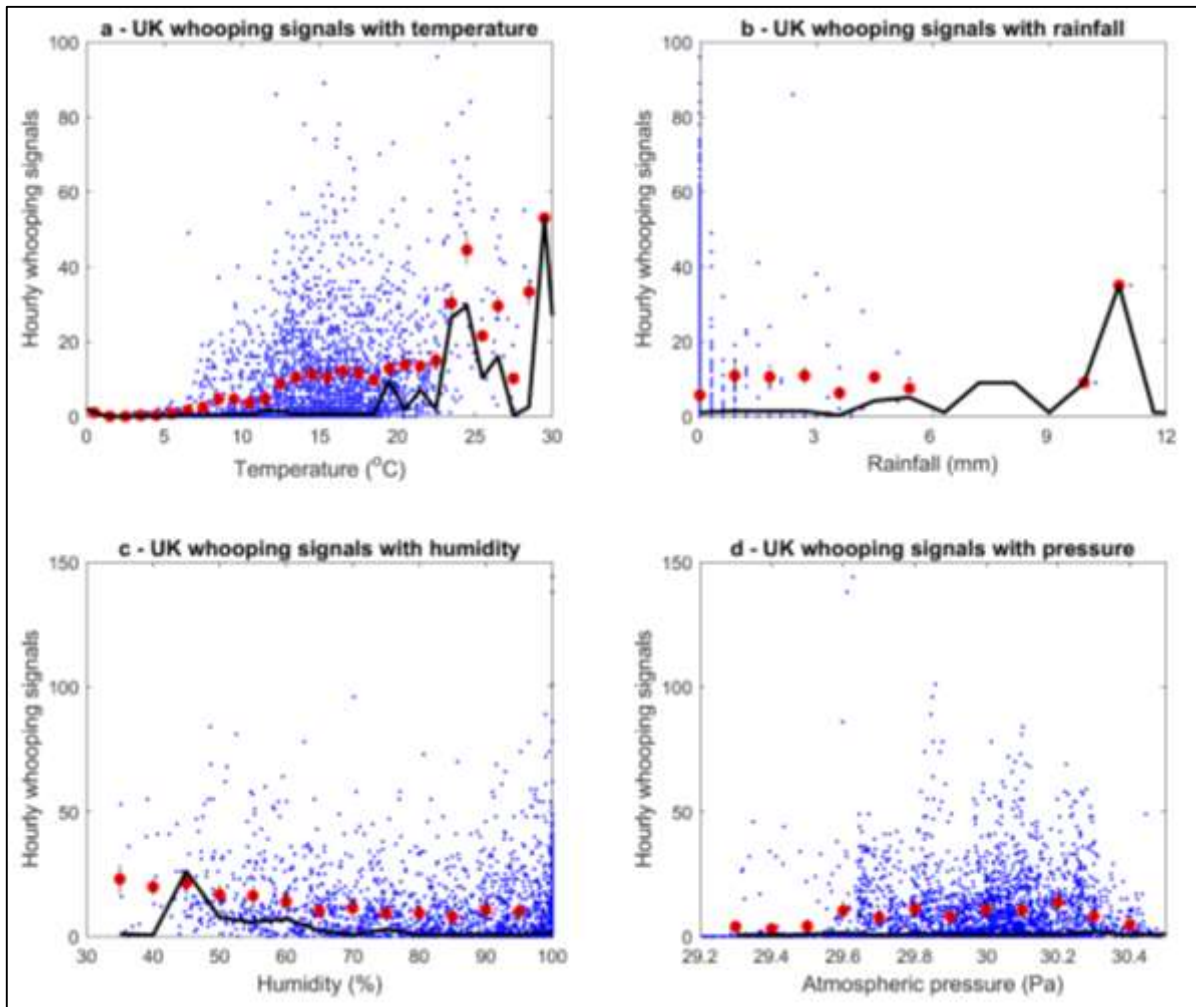 a - UK whooping signals with temperature
100
80
60
40
20
0
Hourly whooping signals
0 5 10 15 20 25 30
Temperature (°C)
b - UK whooping signals with rainfall
100
80
60
40
20
0
Hourly whooping signals
0 3 6 9 12
Rainfall (mm)
c - UK whooping signals with humidity
150
100
50
0
Hourly whooping signals
30 40 50 60 70 80 90 100
Humidity (%)
d - UK whooping signals with pressure
150
100
50
0
Hourly whooping signals
29.2 29.4 29.6 29.8 30 30.2 30.4
Atmospheric pressure (Pa)